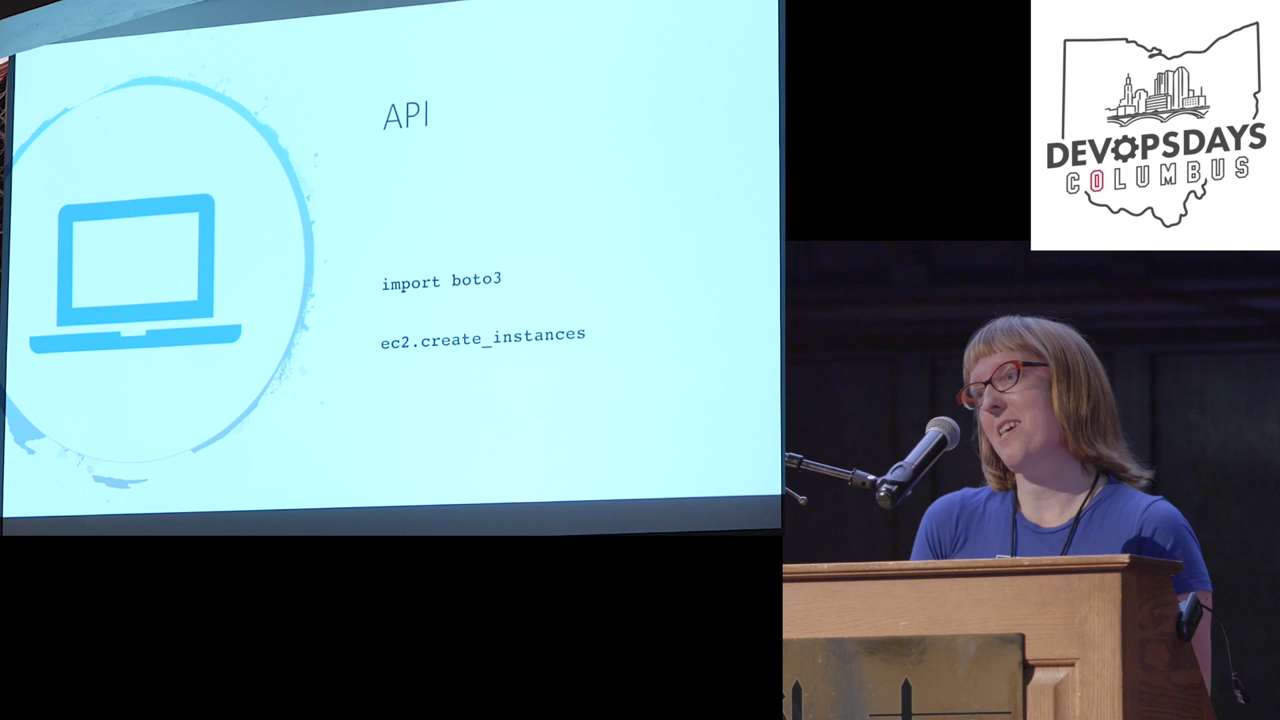 API
import boto3
ec2.create_instances
DEVOPSDAYS
COLUMBUS